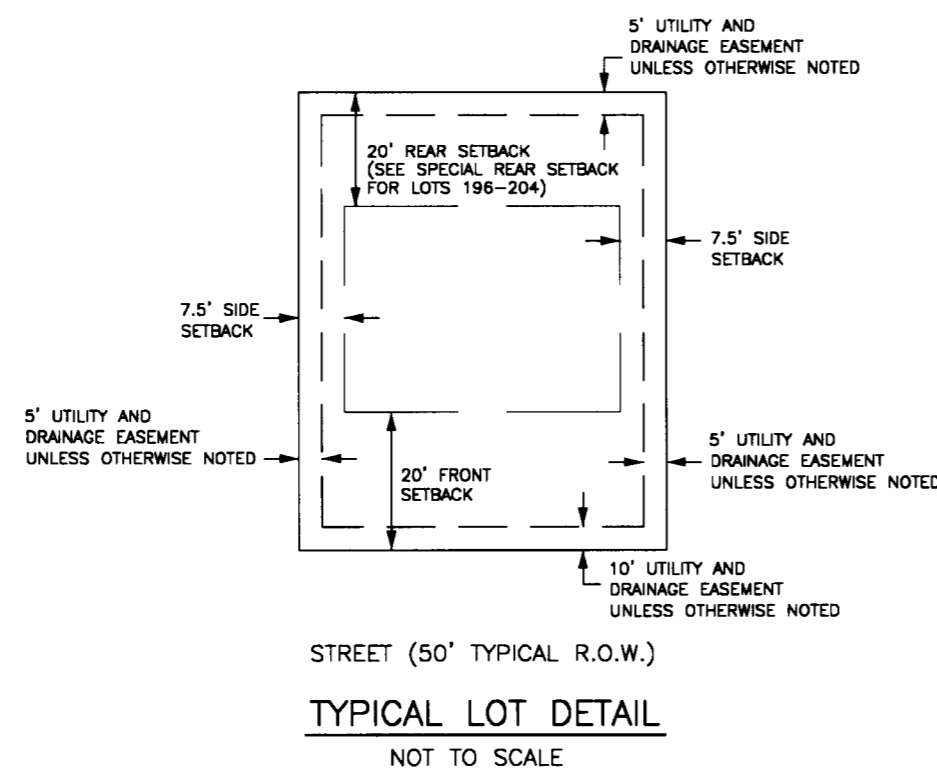 5' UTILITY AND
DRAINAGE EASEMENT
UNLESS OTHERWISE NOTED
20' REAR SETBACK
(SEE SPECIAL REAR SETBACK
FOR LOTS 196-204)
7.5' SIDE
SETBACK
7.5' SIDE
SETBACK
5' UTILITY AND
DRAINAGE EASEMENT
UNLESS OTHERWISE NOTED
5' UTILITY AND
DRAINAGE EASEMENT
UNLESS OTHERWISE NOTED
20' FRONT
SETBACK
10' UTILITY AND
DRAINAGE EASEMENT
UNLESS OTHERWISE NOTED
STREET (50' TYPICAL R.O.W.)
TYPICAL LOT DETAIL
NOT TO SCALE